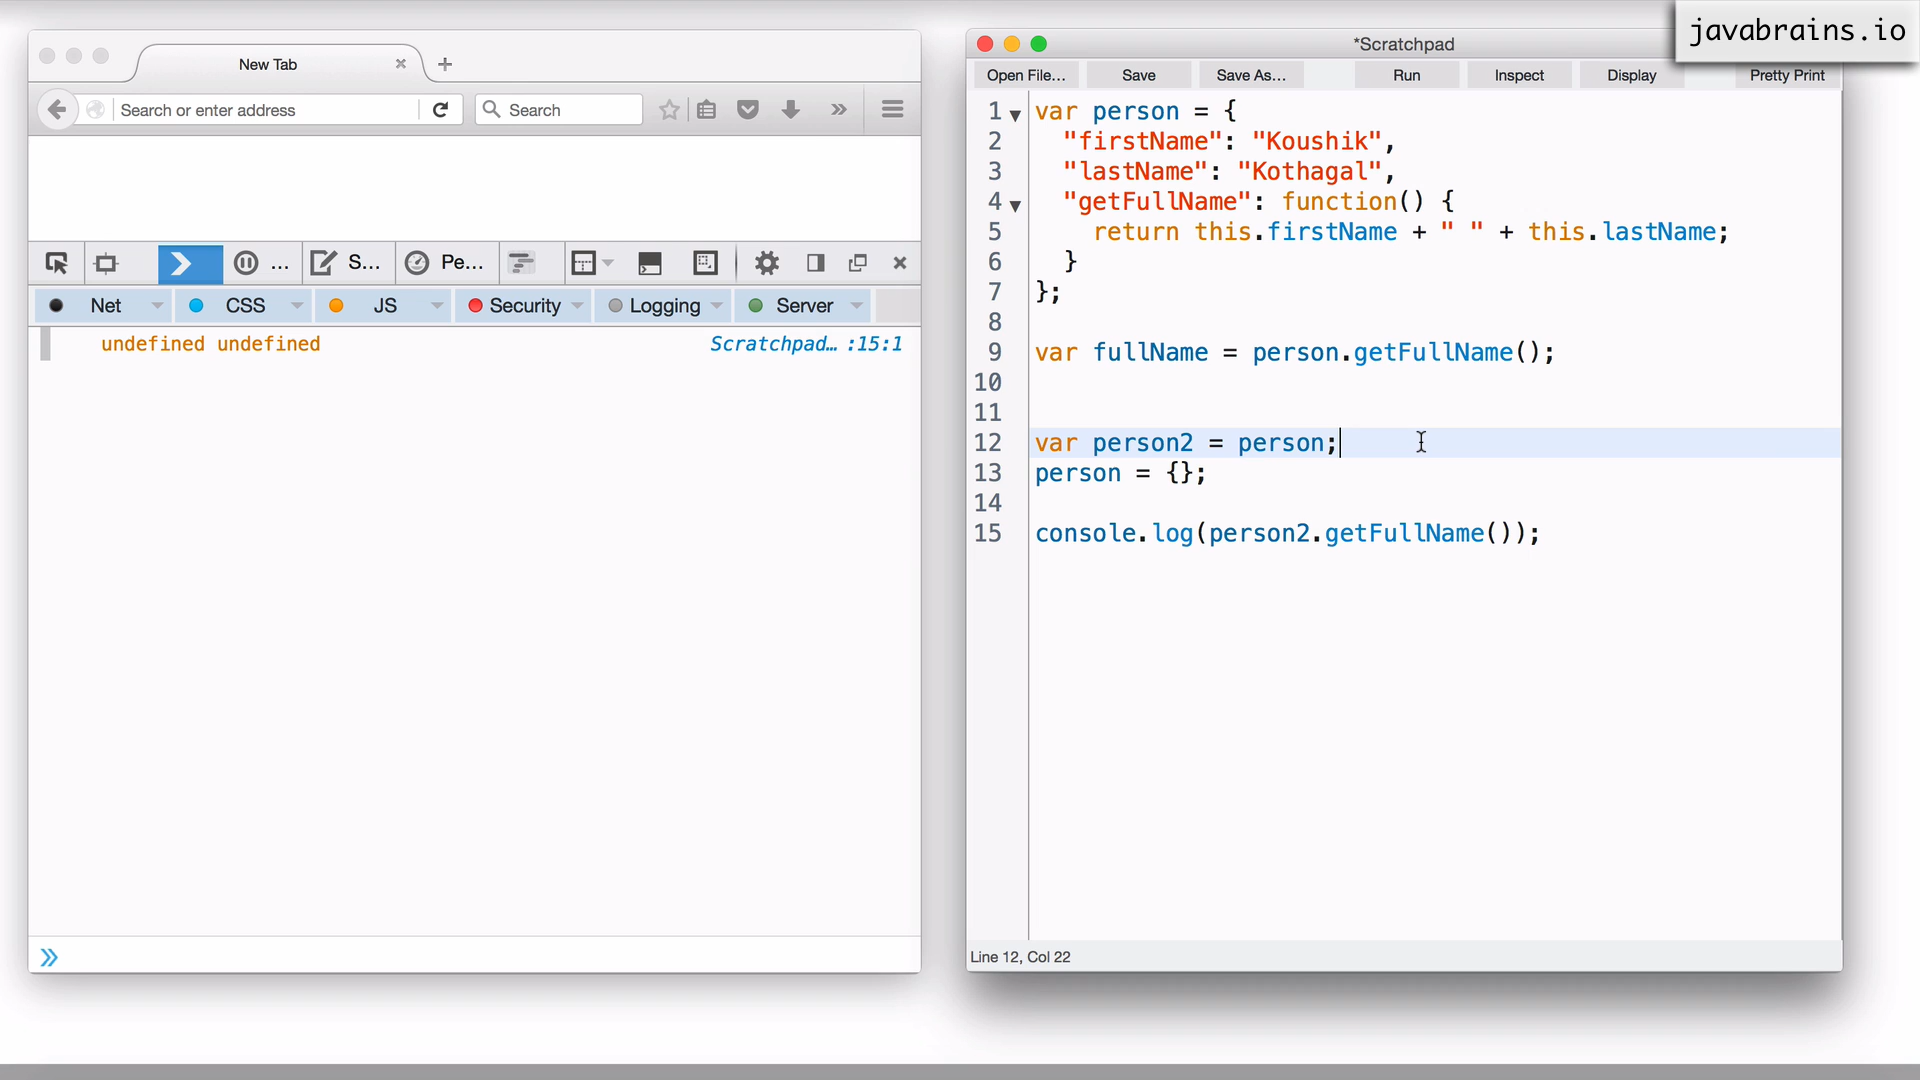 javabrains.io
New Tab
Search or enter address
Search
... S... Pe...
Net CSS JS Security Logging Server
undefined undefined Scratchpad… :15:1
*Scratchpad
Open File... Save Save As... Run Inspect Display Pretty Print
1 var person = {
2 "firstName": "Koushik",
3 "lastName": "Kothagal",
4 "getFullName": function() {
5 return this.firstName + " " + this.lastName;
6 }
7 };
8
9 var fullName = person.getFullName();
10
11
12 var person2 = person;
13 person = {};
14
15 console.log(person2.getFullName());
Line 12, Col 22